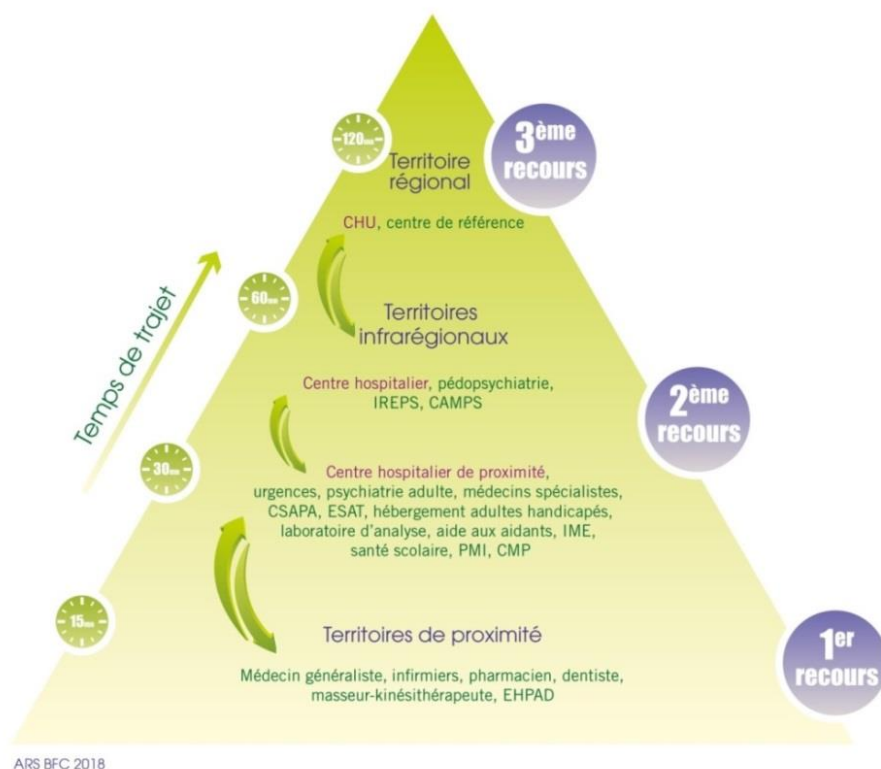 120mn
3ème
recours
Territoire
régional
CHU, centre de référence
Temps de trajet
60mn
Territoires
infrarégionaux
Centre hospitalier, pédopsychiatrie,
IREPS, CAMPS
2ème
recours
30mn
Centre hospitalier de proximité,
urgences, psychiatrie adulte, médecins spécialistes,
CSAPA, ESAT, hébergement adultes handicapés,
laboratoire d'analyse, aide aux aidants, IME,
santé scolaire, PMI, CMP
15mn
Territoires de proximité
1er
recours
Médecin généraliste, infirmiers, pharmacien, dentiste,
masseur-kinésithérapeute, EHPAD
ARS BFC 2018